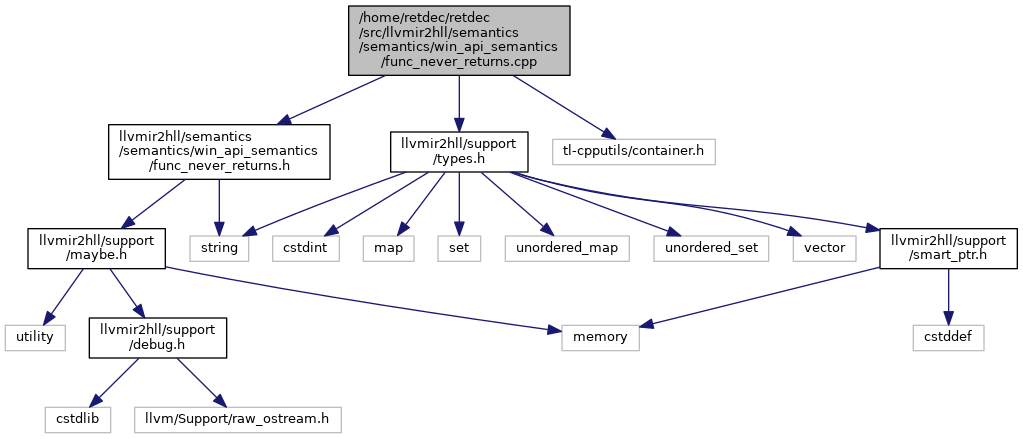 /home/retdec/retdec
/src/llvmir2hll/semantics
/semantics/win_api_semantics
/func_never_returns.cpp
llvmir2hll/semantics
/semantics/win_api_semantics
/func_never_returns.h
llvmir2hll/support
/types.h
tl-cpputils/container.h
llvmir2hll/support
/maybe.h
string
cstdint
map
set
unordered_map
unordered_set
vector
llvmir2hll/support
/smart_ptr.h
utility
llvmir2hll/support
/debug.h
memory
cstddef
cstdlib
llvm/Support/raw_ostream.h